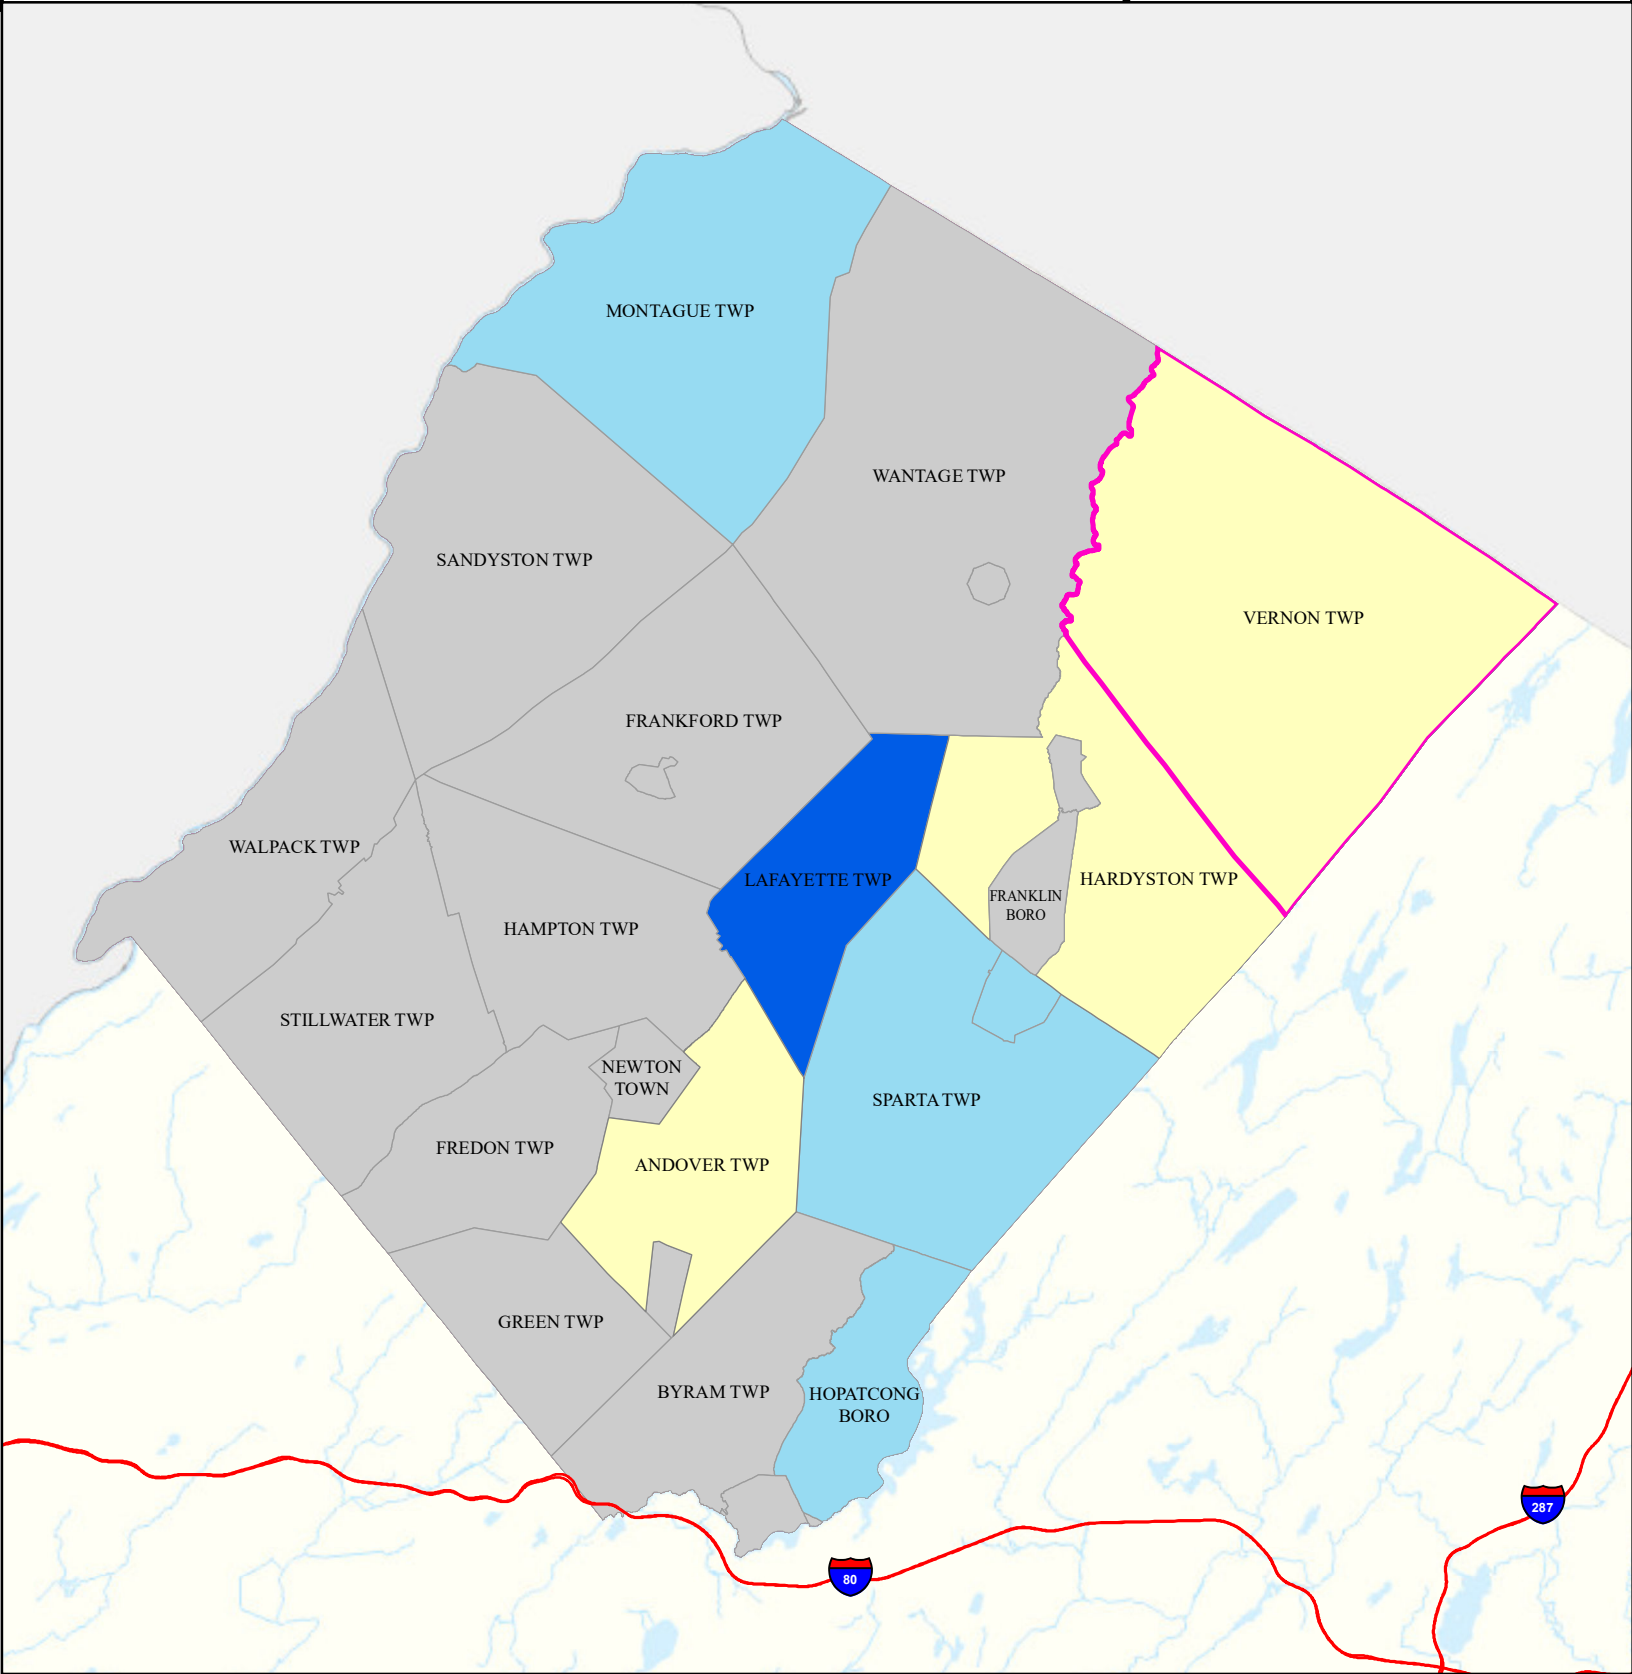 MONTAGUE TWP
WANTAGE TWP
SANDYSTON TWP
VERNON TWP
FRANKFORD TWP
WALPACK TWP
LAFAYETTE TWP
HARDYSTON TWP
FRANKLIN
BORO
HAMPTON TWP
STILLWATER TWP
NEWTON
TOWN
SPARTA TWP
FREDON TWP
ANDOVER TWP
GREEN TWP
BYRAM TWP
HOPATCONG
BORO
287
80